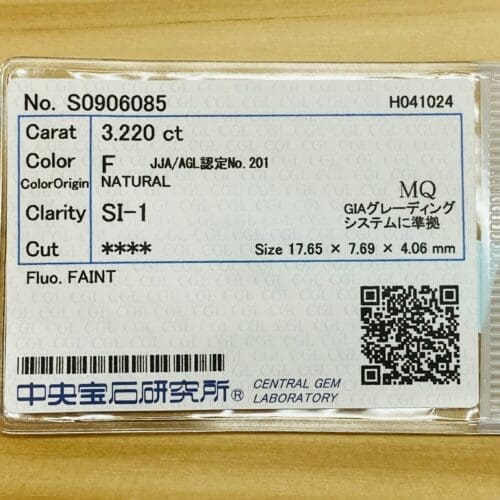 No. S0906085 H041024
Carat 3.220 ct
Color F JJA/AGL認定No. 201
ColorOrigin NATURAL
MQ
Clarity SI-1 GIAグレーディング
システムに準拠
Cut **** Size 17.65 × 7.69 × 4.06 mm
Fluo. FAINT
中央宝石研究所® CENTRAL GEM
LABORATORY